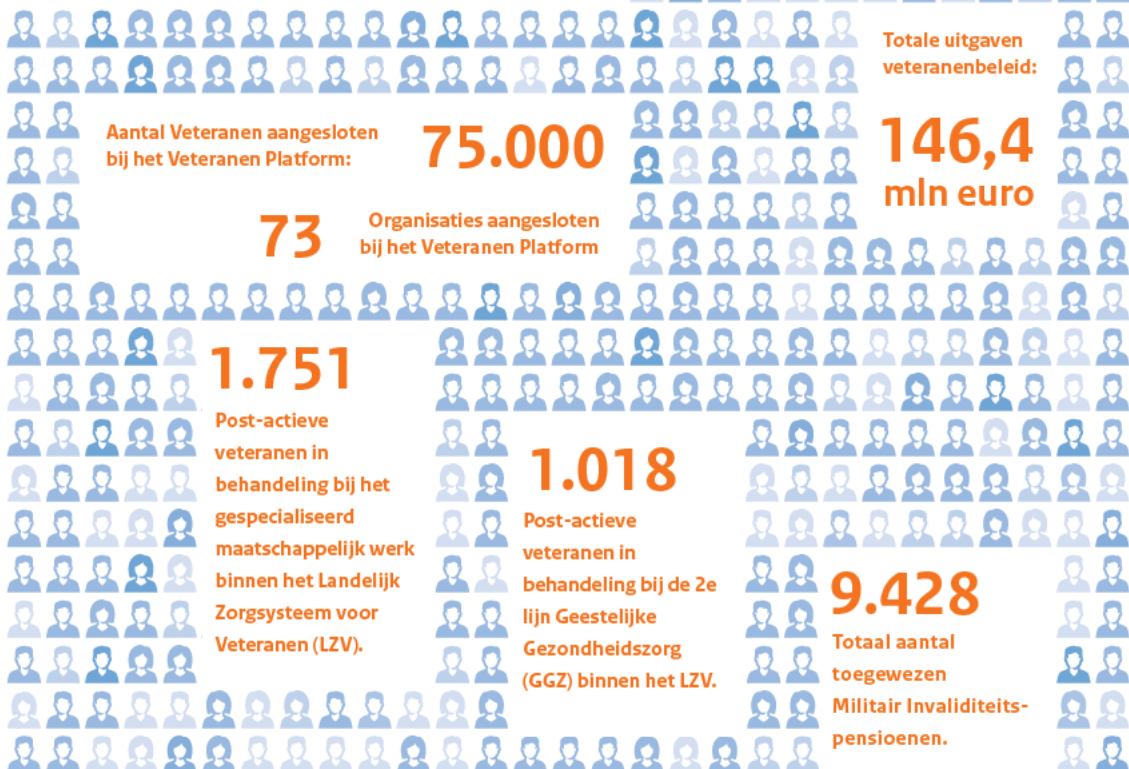 Totale uitgaven
veteranenbeleid:
146,4
mln euro
Aantal Veteranen aangesloten
bij het Veteranen Platform:
75.000
73
Organisaties aangesloten
bij het Veteranen Platform
1.751
Post-actieve
veteranen in
behandeling bij het
gespecialiseerd
maatschappelijk werk
binnen het Landelijk
Zorgsysteem voor
Veteranen (LZV).
1.018
Post-actieve
veteranen in
behandeling bij de 2e
lijn Geestelijke
Gezondheidszorg
(GGZ) binnen het LZV.
9.428
Totaal aantal
toegewezen
Militair Invaliditeits-
pensioenen.